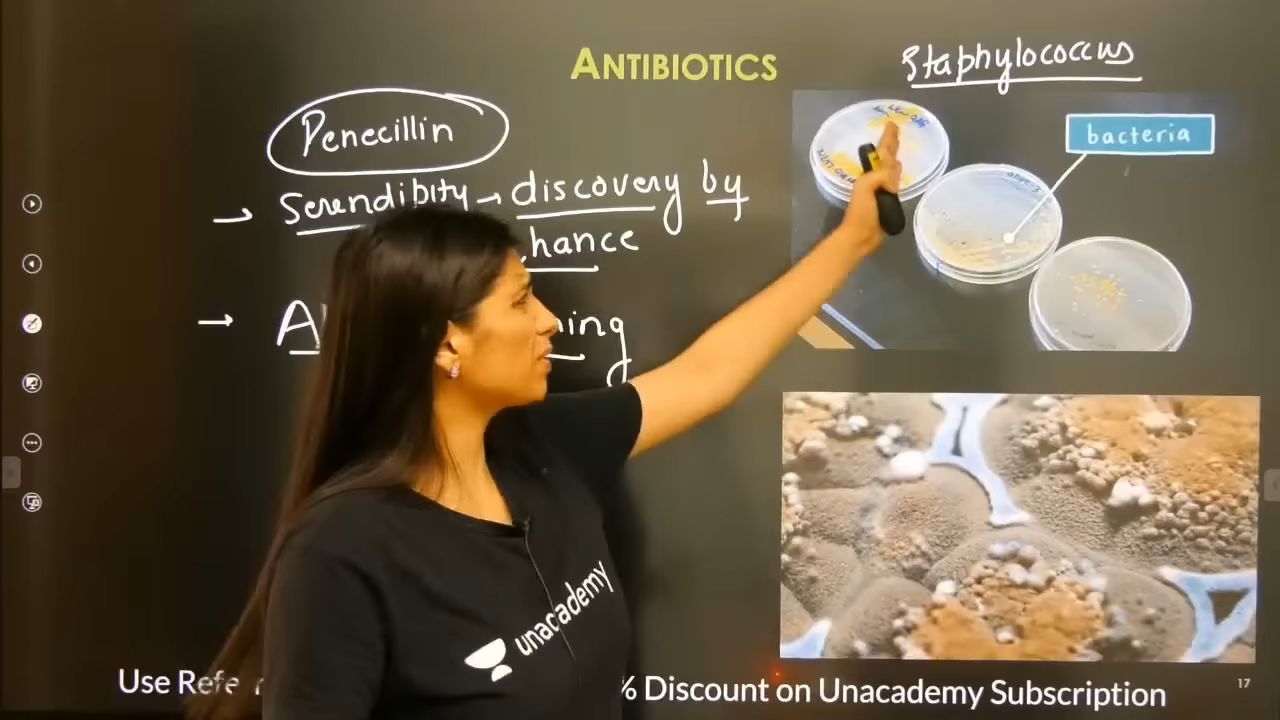 ANTIBIOTICS
Staphylococcus
Penecillin
bacteria
→ Serendibity → discovery by
hance
→ A ing
unacademy
Use Refe % Discount on Unacademy Subscription
17